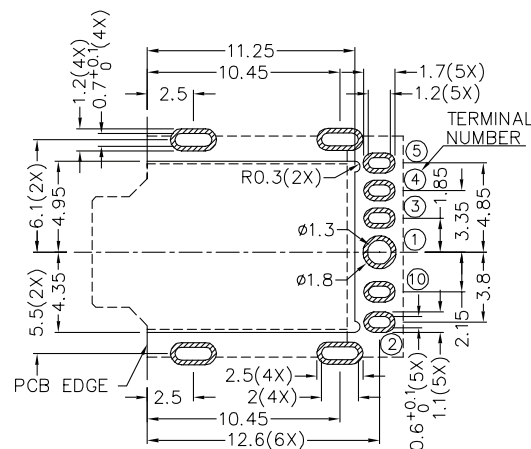 11.25
10.45
1.7(5X)
1.2(5X)
2.5
1.2(4X)
0.7+0.1 0(4X)
TERMINAL
NUMBER
R0.3(2X)
5
4
3
1
10
2
1.85
3.35
4.85
6.1(2X)
4.95
ø1.3
ø1.8
5.5(2X)
4.35
3.8
2.15
PCB EDGE
2.5(4X)
2(4X)
2.5
10.45
12.6(6X)
0.6+0.1 0(5X)
1.1(5X)